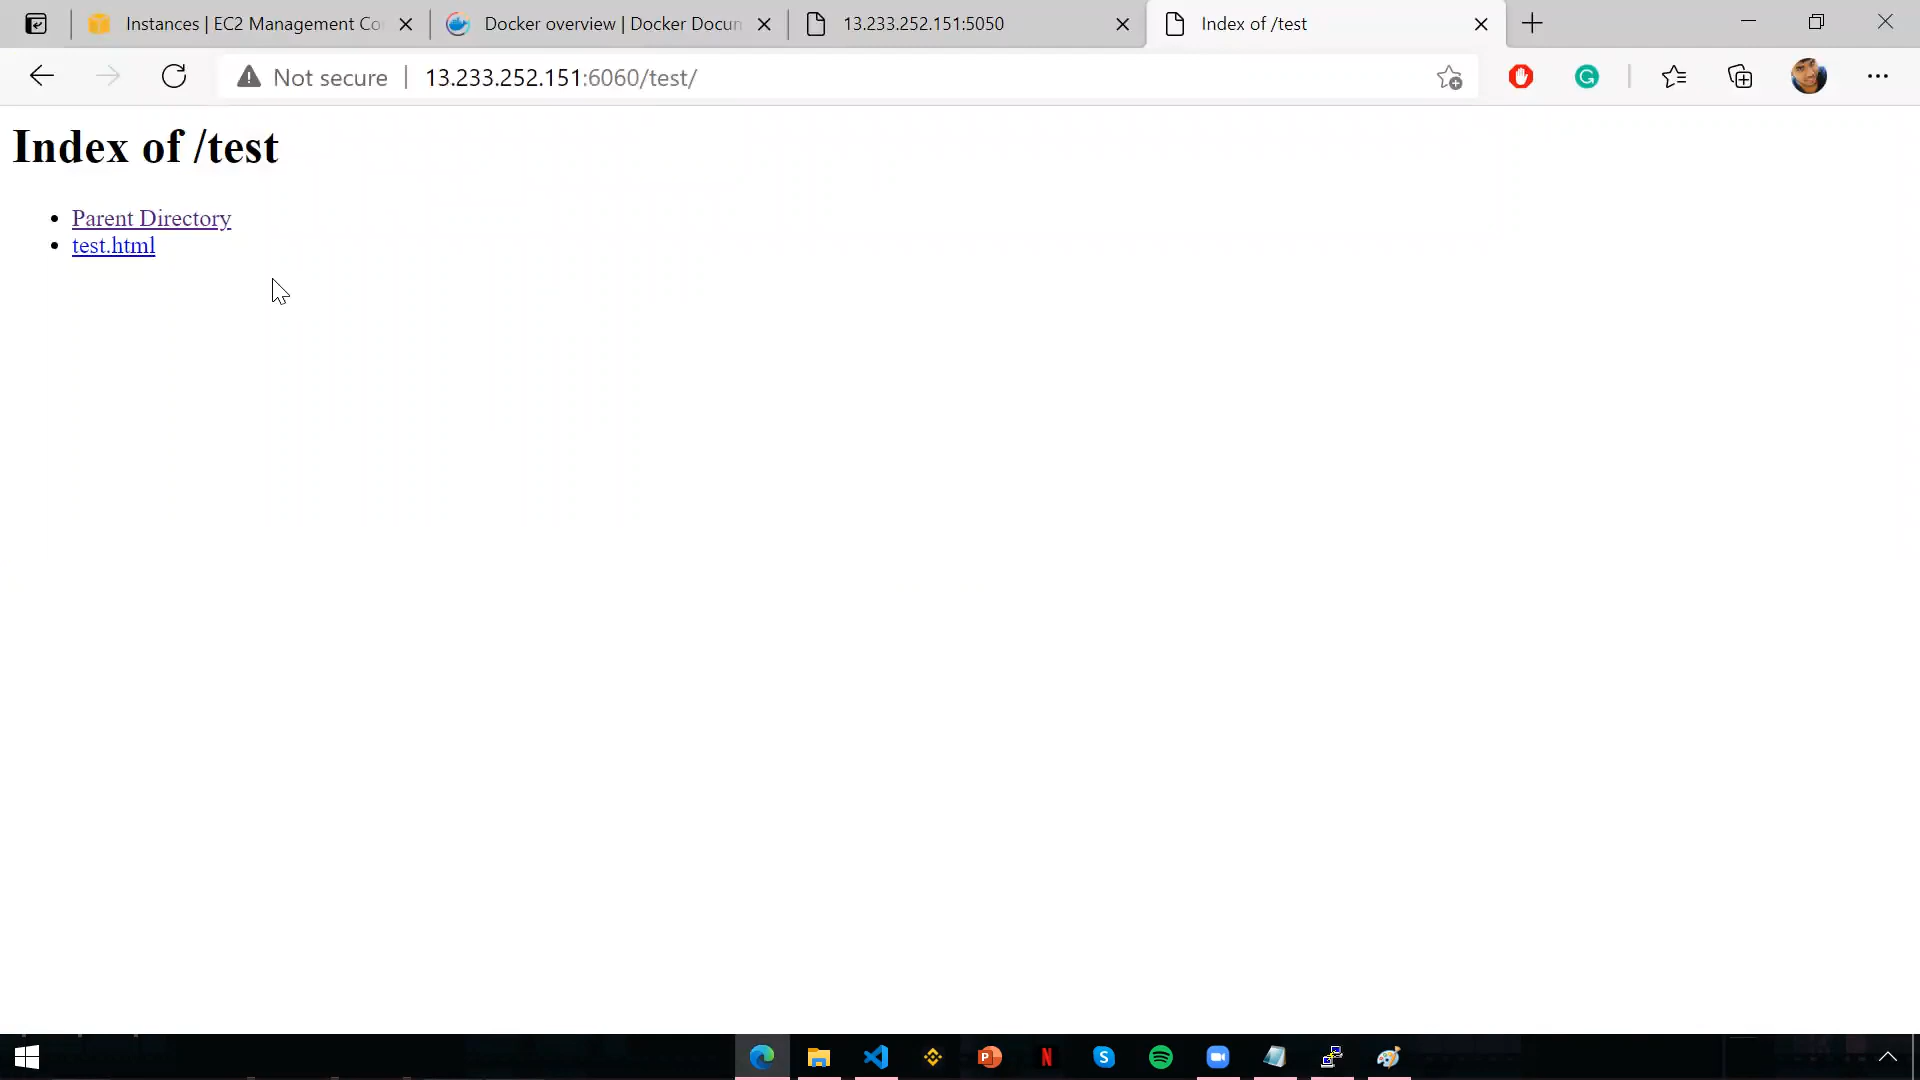 Instances | EC2 Management Co
Docker overview | Docker Docun
13.233.252.151:5050
Index of /test
Not secure
13.233.252.151:6060/test/
Index of /test
Parent Directory
test.html